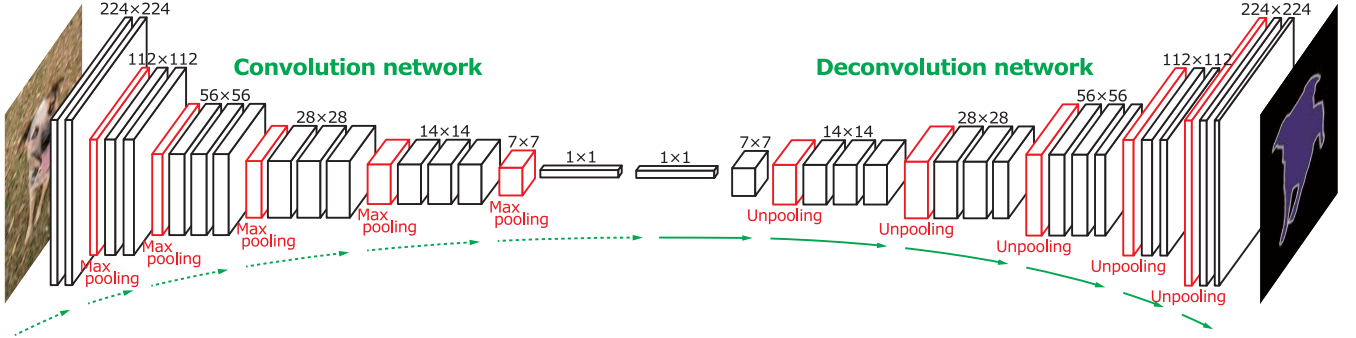 224×224
112×112
Convolution network
56×56
28×28
14×14
7×7
1×1
1×1
7×7
14×14
Deconvolution network
28×28
56×56
112×112
224×224
Max
pooling
Max
pooling
Max
pooling
Max
pooling
Max
pooling
Unpooling
Unpooling
Unpooling
Unpooling
Unpooling